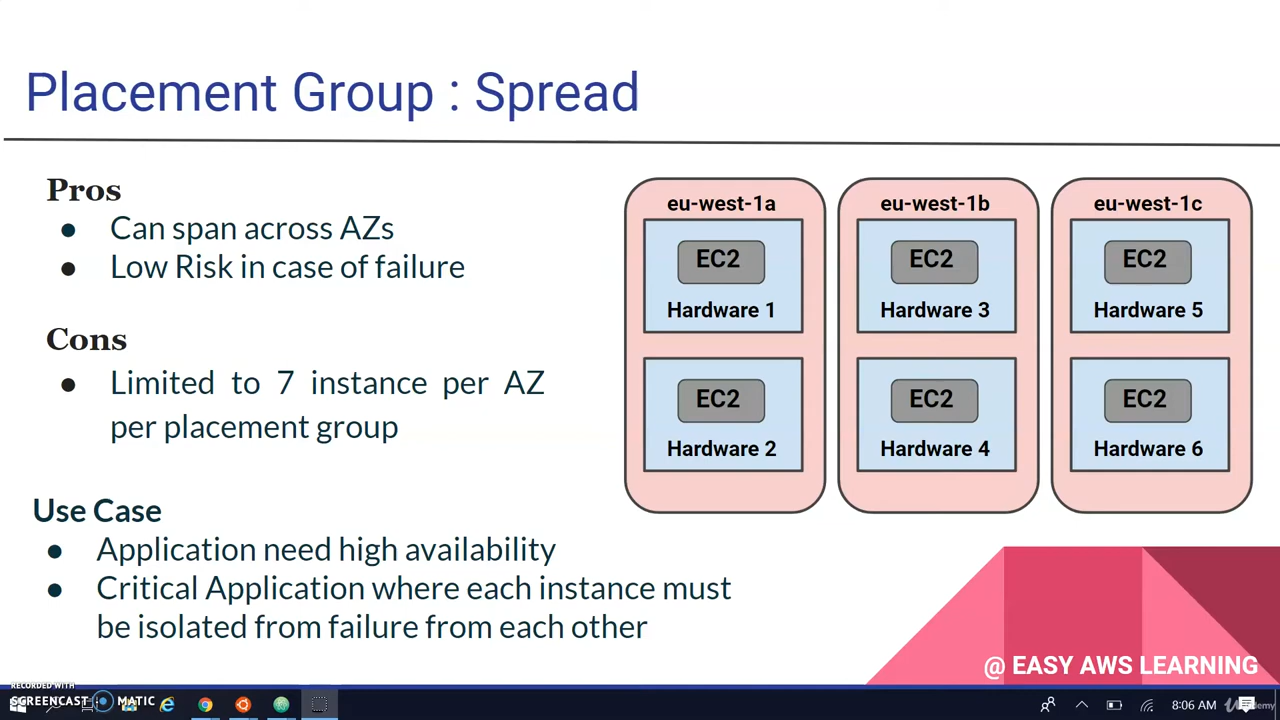 Placement Group : Spread
Pros
● Can span across AZs
● Low Risk in case of failure
Cons
● Limited to 7 instance per AZ
per placement group
Use Case
● Application need high availability
● Critical Application where each instance must
be isolated from failure from each other
eu-west-1a
EC2
Hardware 1
EC2
Hardware 2
eu-west-1b
EC2
Hardware 3
EC2
Hardware 4
eu-west-1c
EC2
Hardware 5
EC2
Hardware 6
@ EASY AWS LEARNING
RECORDED WITH
SCREENCAST MATIC
8:06 AM
Udemy